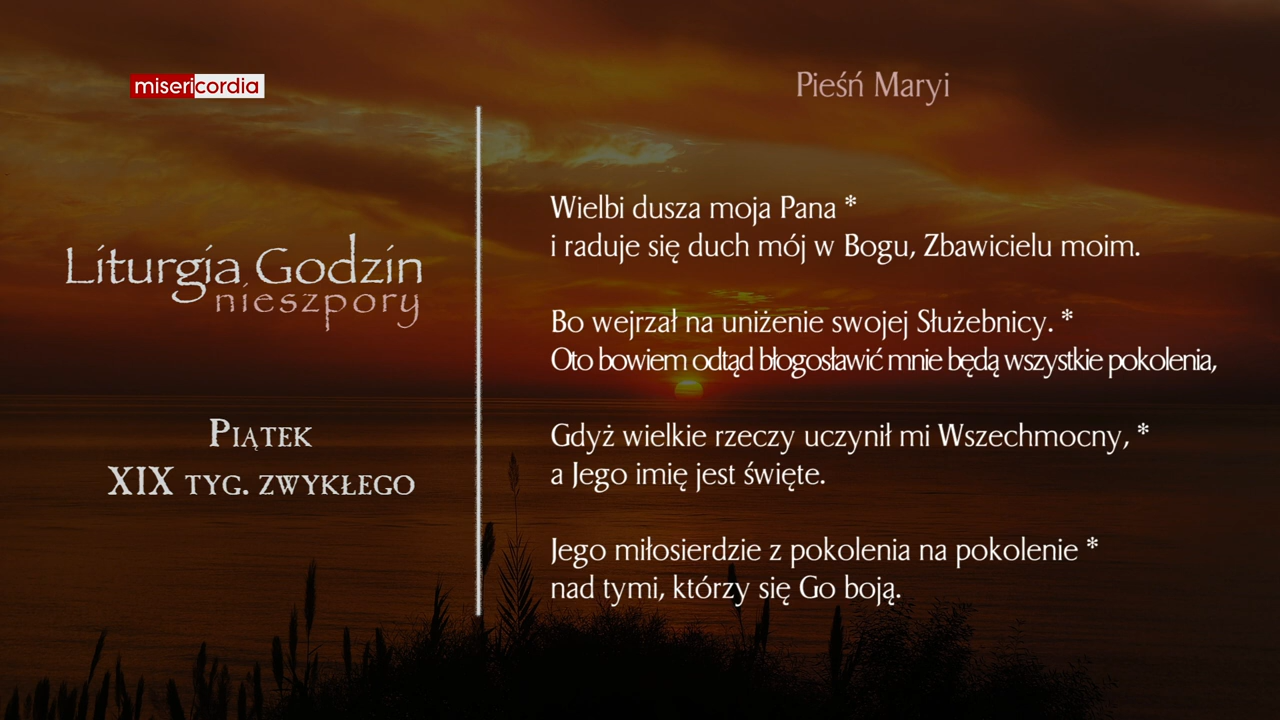 misericordia
Liturgia Godzin
nieszpory
Piątek
XIX tyg. zwykłego
Pieśń Maryi
Wielbi dusza moja Pana *
i raduje się duch mój w Bogu, Zbawicielu moim.
Bo wejrzał na uniżenie swojej Służebnicy. *
Oto bowiem odtąd błogosławić mnie będą wszystkie pokolenia,
Gdyż wielkie rzeczy uczynił mi Wszechmocny, *
a Jego imię jest święte.
Jego miłosierdzie z pokolenia na pokolenie *
nad tymi, którzy się Go boją.